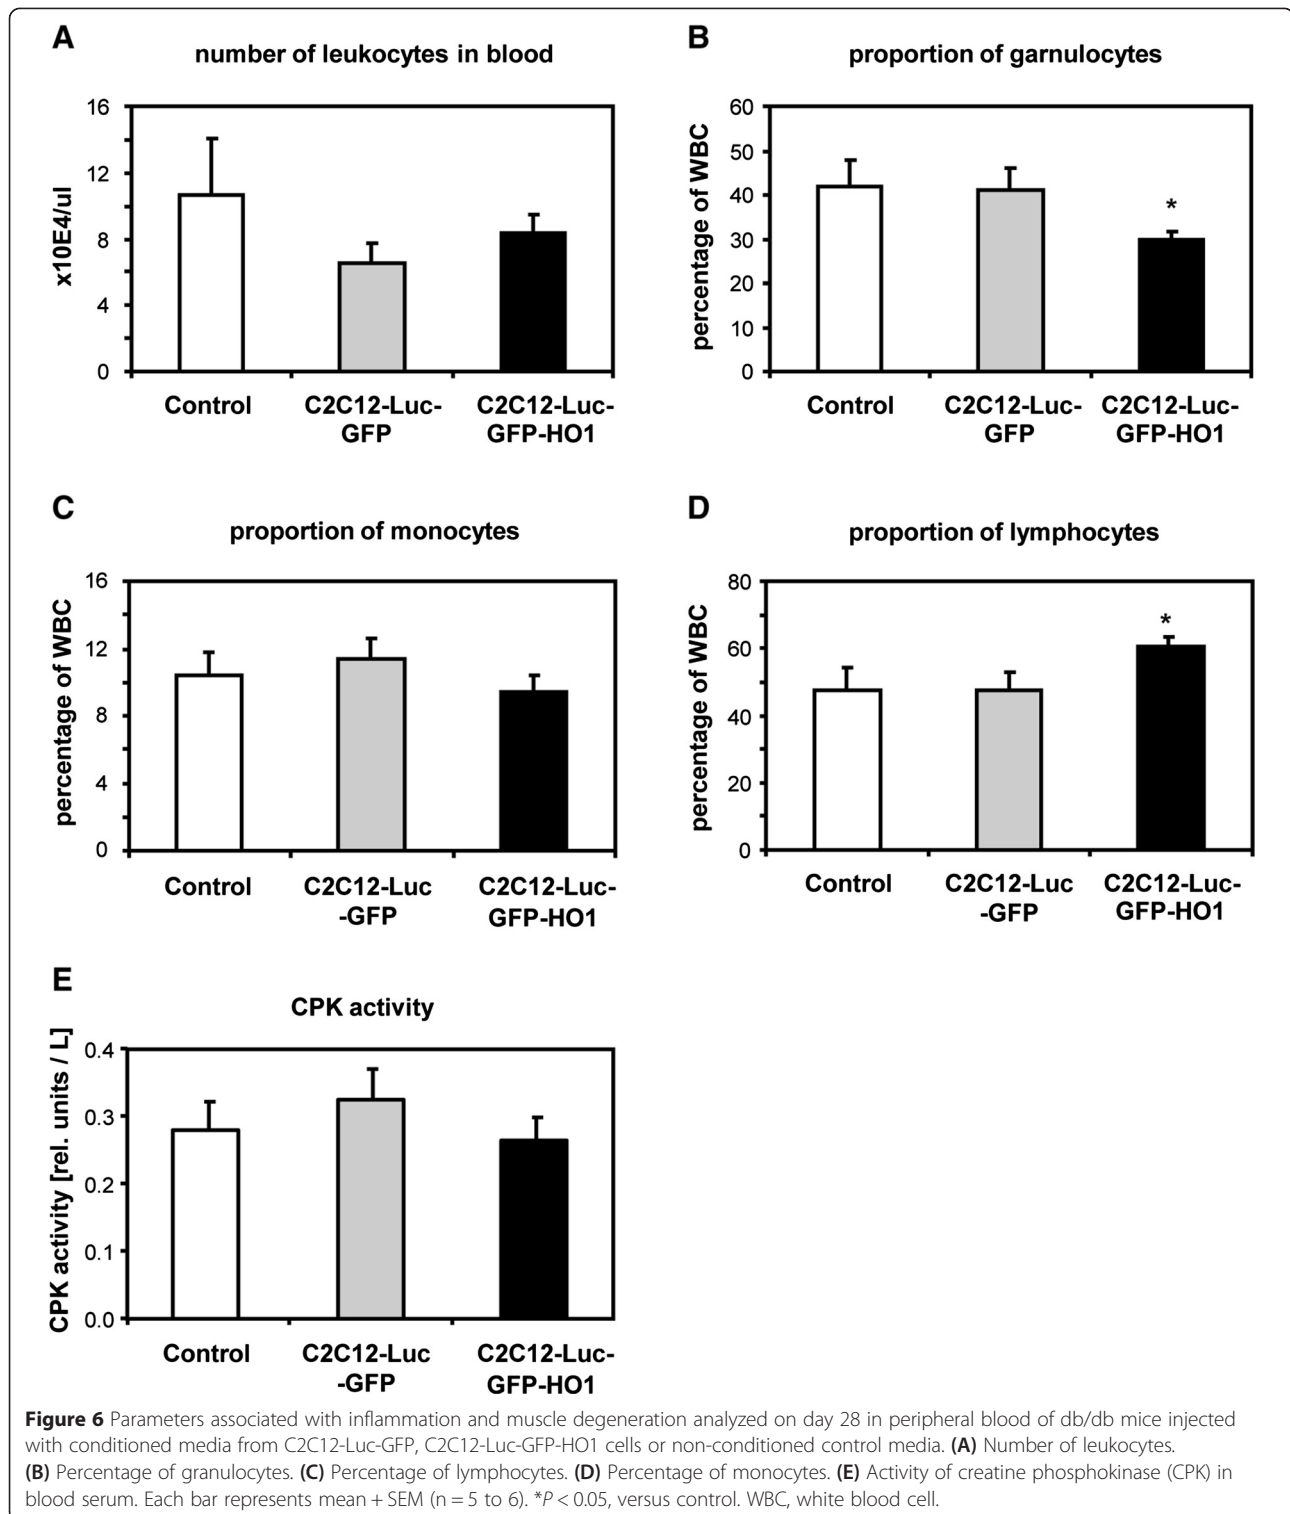 A
number of leukocytes in blood
x10E4/ul
16
12
8
4
0
Control
C2C12-Luc-
GFP
C2C12-Luc-
GFP-HO1
B
proportion of garnulocytes
percentage of WBC
60
50
40
30
20
10
0
*
Control
C2C12-Luc-
GFP
C2C12-Luc-
GFP-HO1
C
proportion of monocytes
percentage of WBC
16
12
8
4
0
Control
C2C12-Luc
-GFP
C2C12-Luc-
GFP-HO1
D
proportion of lymphocytes
percentage of WBC
80
60
40
20
0
*
Control
C2C12-Luc
-GFP
C2C12-Luc-
GFP-HO1
E
CPK activity
CPK activity [rel. units / L]
0.4
0.3
0.2
0.1
0.0
Control
C2C12-Luc
-GFP
C2C12-Luc-
GFP-HO1
Figure 6 Parameters associated with inflammation and muscle degeneration analyzed on day 28 in peripheral blood of db/db mice injected
with conditioned media from C2C12-Luc-GFP, C2C12-Luc-GFP-HO1 cells or non-conditioned control media. (A) Number of leukocytes.
(B) Percentage of granulocytes. (C) Percentage of lymphocytes. (D) Percentage of monocytes. (E) Activity of creatine phosphokinase (CPK) in
blood serum. Each bar represents mean + SEM (n = 5 to 6). *P < 0.05, versus control. WBC, white blood cell.